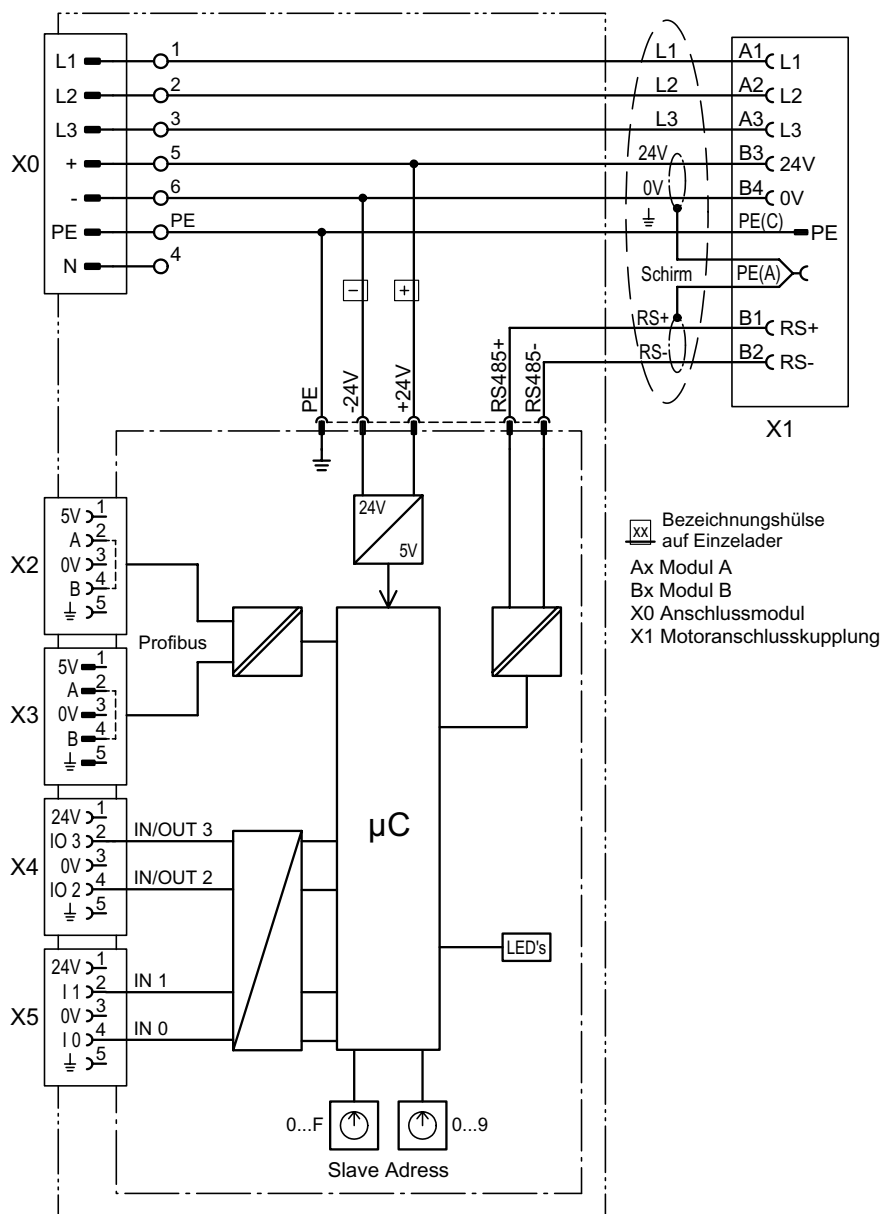 X0
L1 1 L1 A1 L1
L2 2 L2 A2 L2
L3 3 L3 A3 L3
+ 5 24V B3 24V
- 6 0V B4 0V
PE PE PE(C) PE
N 4
Schirm PE(A)
− +
RS+ B1 RS+
RS- B2 RS-
X1
PE
-24V
+24V
RS485+
RS485-
24V
5V
X2
5V 1
A 2
0V 3
B 4
5
Profibus
X3
5V 1
A 2
0V 3
B 4
5
X4
24V 1
IO 3 2 IN/OUT 3
0V 3
IO 2 4 IN/OUT 2
5
X5
24V 1
I 1 2 IN 1
0V 3
I 0 4 IN 0
5
µC
LED's
0...F 0...9
Slave Adress
xx Bezeichnungshülse
auf Einzelader
Ax Modul A
Bx Modul B
X0 Anschlussmodul
X1 Motoranschlusskupplung